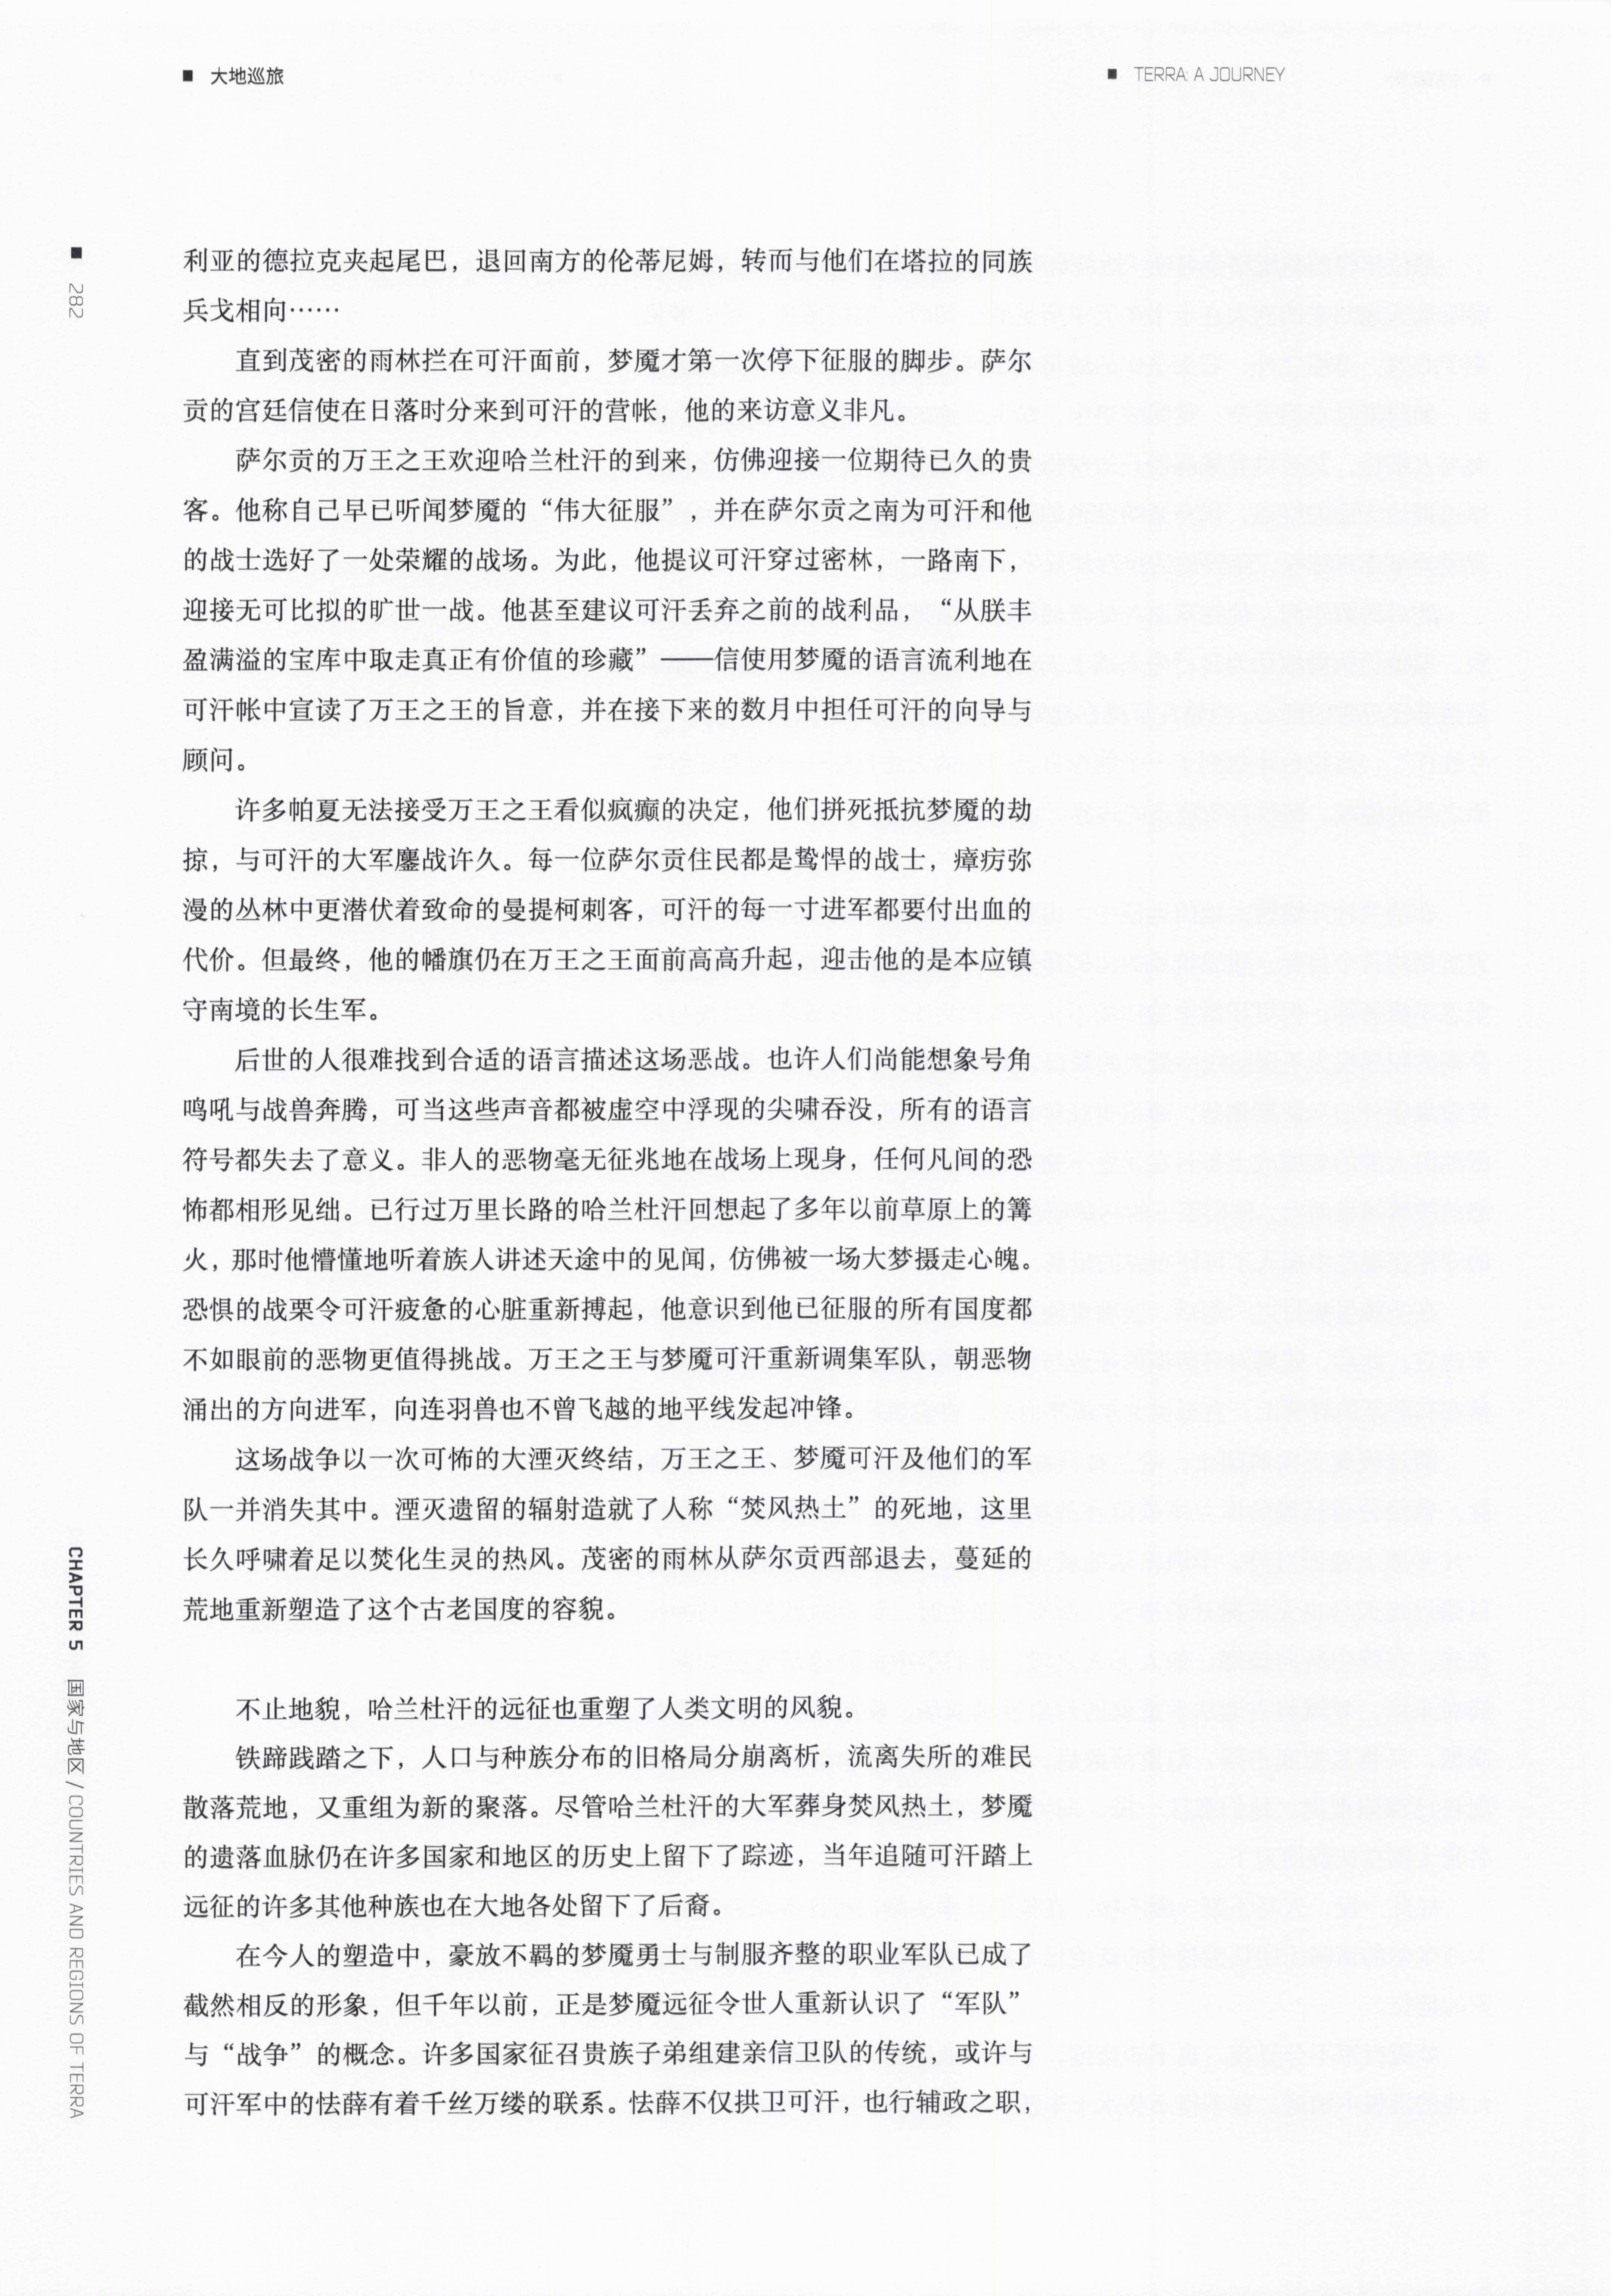 ■ 大地巡旅
■ TERRA: A JOURNEY
■ 282
利亚的德拉克夹起尾巴，退回南方的伦蒂尼姆，转而与他们在塔拉的同族
兵戈相向……
直到茂密的雨林拦在可汗面前，梦魇才第一次停下征服的脚步。萨尔
贡的宫廷信使在日落时分来到可汗的营帐，他的来访意义非凡。
萨尔贡的万王之王欢迎哈兰杜汗的到来，仿佛迎接一位期待已久的贵
客。他称自己早已听闻梦魇的“伟大征服”，并在萨尔贡之南为可汗和他
的战士选好了一处荣耀的战场。为此，他提议可汗穿过密林，一路南下，
迎接无可比拟的旷世一战。他甚至建议可汗丢弃之前的战利品，“从朕丰
盈满溢的宝库中取走真正有价值的珍藏”——信使用梦魇的语言流利地在
可汗帐中宣读了万王之王的旨意，并在接下来的数月中担任可汗的向导与
顾问。
许多帕夏无法接受万王之王看似疯癫的决定，他们拼死抵抗梦魇的劫
掠，与可汗的大军鏖战许久。每一位萨尔贡住民都是鸷悍的战士，瘴疠弥
漫的丛林中更潜伏着致命的曼提柯刺客，可汗的每一寸进军都要付出血的
代价。但最终，他的幡旗仍在万王之王面前高高升起，迎击他的是本应镇
守南境的长生军。
后世的人很难找到合适的语言描述这场恶战。也许人们尚能想象号角
鸣吼与战兽奔腾，可当这些声音都被虚空中浮现的尖啸吞没，所有的语言
符号都失去了意义。非人的恶物毫无征兆地在战场上现身，任何凡间的恐
怖都相形见绌。已行过万里长路的哈兰杜汗回想起了多年以前草原上的篝
火，那时他懵懂地听着族人讲述天途中的见闻，仿佛被一场大梦摄走心魄。
恐惧的战栗令可汗疲惫的心脏重新搏起，他意识到他已征服的所有国度都
不如眼前的恶物更值得挑战。万王之王与梦魇可汗重新调集军队，朝恶物
涌出的方向进军，向连羽兽也不曾飞越的地平线发起冲锋。
这场战争以一次可怖的大湮灭终结，万王之王、梦魇可汗及他们的军
队一并消失其中。湮灭遗留的辐射造就了人称“焚风热土”的死地，这里
长久呼啸着足以焚化生灵的热风。茂密的雨林从萨尔贡西部退去，蔓延的
荒地重新塑造了这个古老国度的容貌。
不止地貌，哈兰杜汗的远征也重塑了人类文明的风貌。
铁蹄践踏之下，人口与种族分布的旧格局分崩离析，流离失所的难民
散落荒地，又重组为新的聚落。尽管哈兰杜汗的大军葬身焚风热土，梦魇
的遗落血脉仍在许多国家和地区的历史上留下了踪迹，当年追随可汗踏上
远征的许多其他种族也在大地各处留下了后裔。
在今人的塑造中，豪放不羁的梦魇勇士与制服齐整的职业军队已成了
截然相反的形象，但千年以前，正是梦魇远征令世人重新认识了“军队”
与“战争”的概念。许多国家征召贵族子弟组建亲信卫队的传统，或许与
可汗军中的怯薛有着千丝万缕的联系。怯薛不仅拱卫可汗，也行辅政之职，
CHAPTER 5 国家与地区 / COUNTRIES AND REGIONS OF TERRA